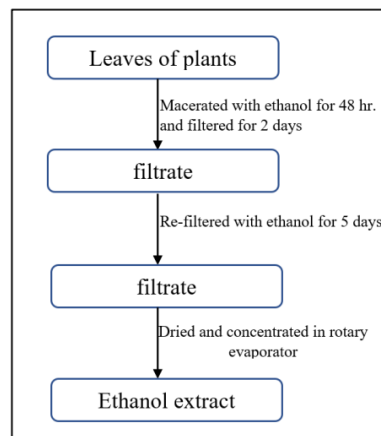 Leaves of plants
Macerated with ethanol for 48 hr.
and filtered for 2 days
filtrate
Re-filtered with ethanol for 5 days
filtrate
Dried and concentrated in rotary
evaporator
Ethanol extract